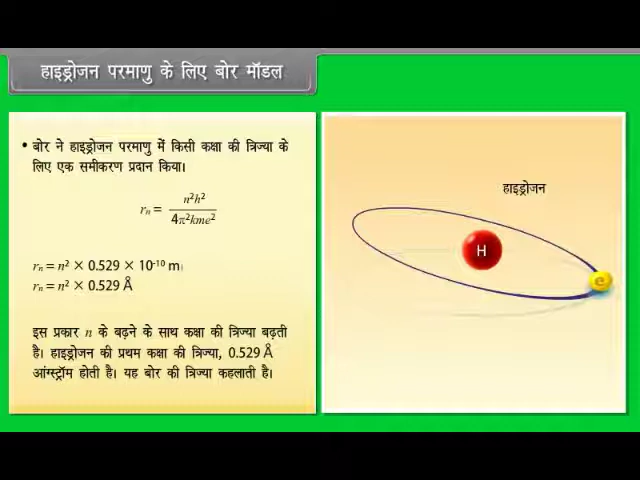 हाइड्रोजन परमाणु के लिए बोर मॉडल
• बोर ने हाइड्रोजन परमाणु में किसी कक्षा की त्रिज्या के
लिए एक समीकरण प्रदान किया।
rₙ = n²h² / 4π²kme²
rₙ = n² × 0.529 × 10⁻¹⁰ m
rₙ = n² × 0.529 Å
इस प्रकार n के बढ़ने के साथ कक्षा की त्रिज्या बढ़ती
है। हाइड्रोजन की प्रथम कक्षा की त्रिज्या, 0.529 Å
आंग्स्ट्रॉम होती है। यह बोर की त्रिज्या कहलाती है।
हाइड्रोजन
H
e